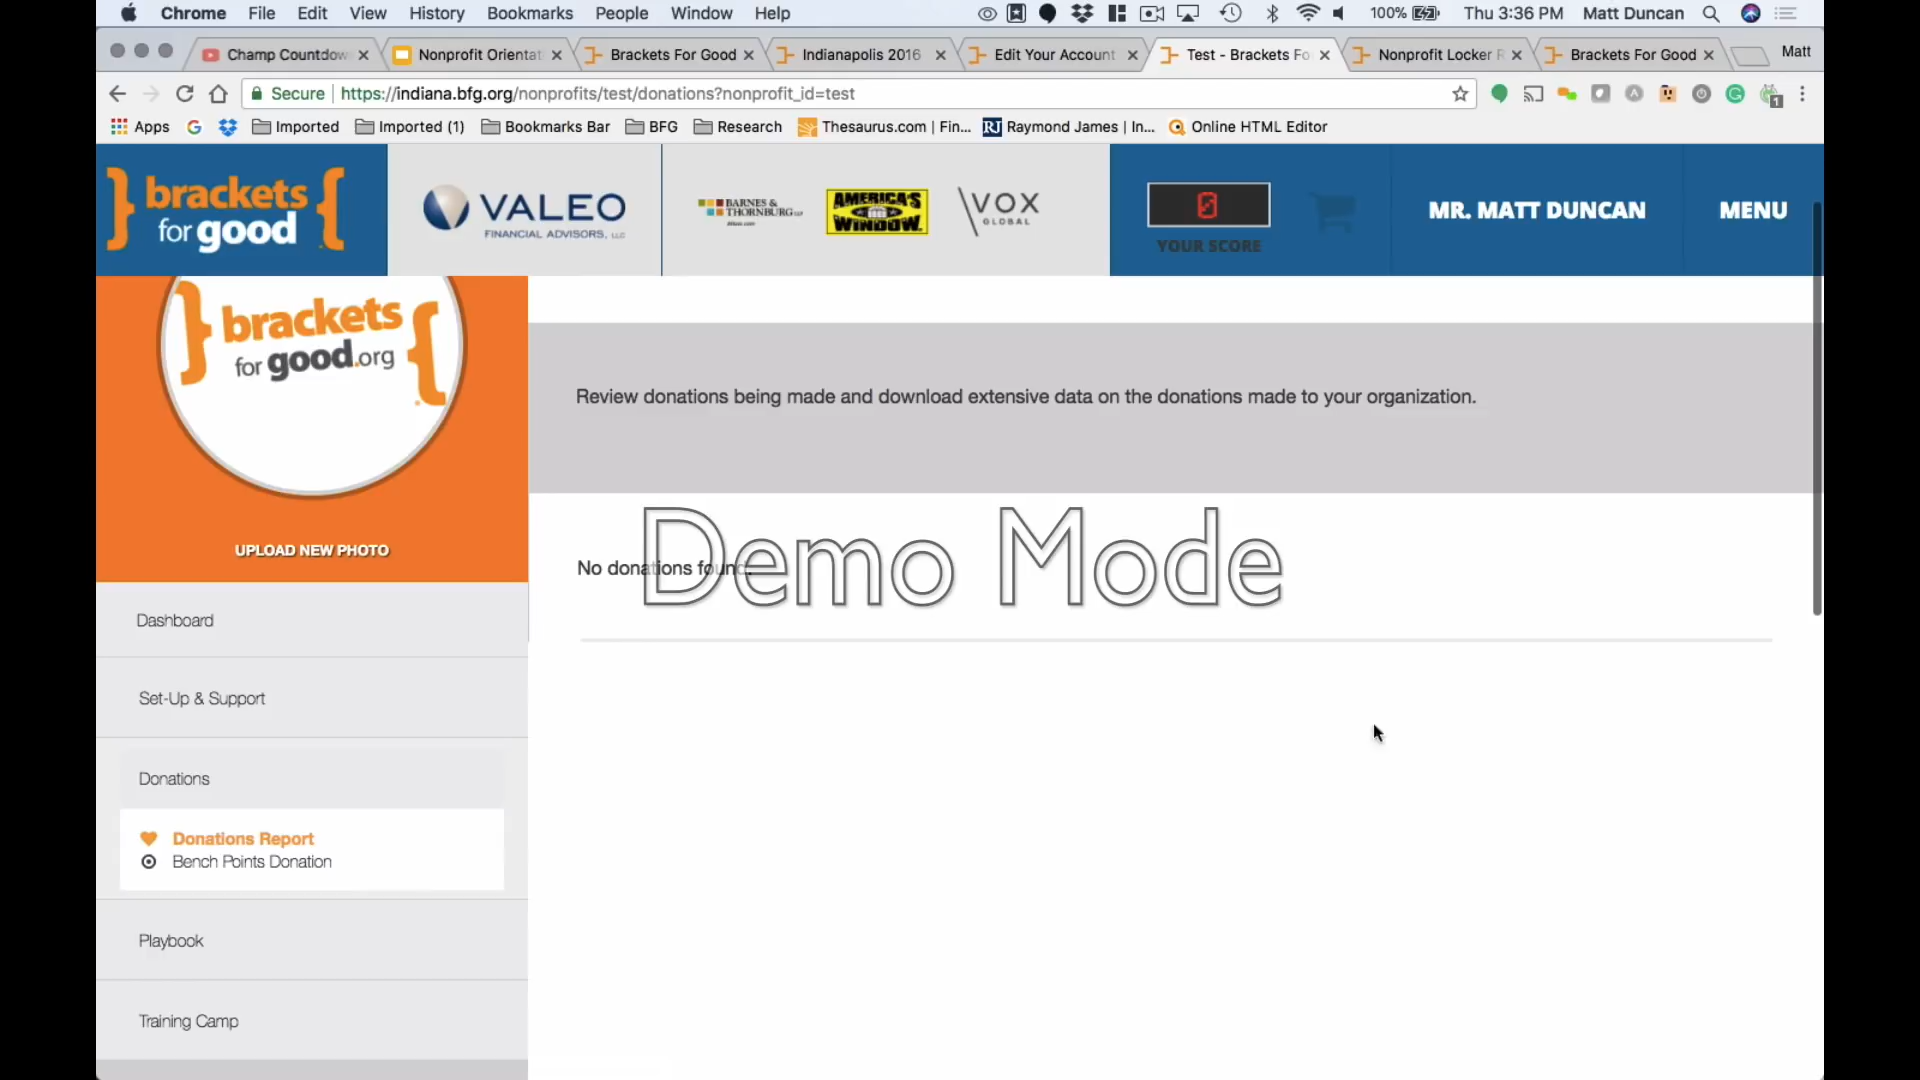 Chrome File Edit View History Bookmarks People Window Help 100% Thu 3:36 PM Matt Duncan
Champ Countdow Nonprofit Orientat Brackets For Good Indianapolis 2016 Edit Your Account Test - Brackets Fo Nonprofit Locker R Brackets For Good Matt
Secure https://indiana.bfg.org/nonprofits/test/donations?nonprofit_id=test 1
Apps Imported Imported (1) Bookmarks Bar BFG Research Thesaurus.com | Fin... RJ Raymond James | In... Online HTML Editor
brackets
for good
VALEO
FINANCIAL ADVISORS, LLC
BARNES &
THORNBURG LLP
AMERICA'S
WINDOW
VOX
GLOBAL
0
YOUR SCORE
MR. MATT DUNCAN
MENU
brackets
for good.org
UPLOAD NEW PHOTO
Dashboard
Set-Up & Support
Donations
Donations Report
Bench Points Donation
Playbook
Training Camp
Review donations being made and download extensive data on the donations made to your organization.
No donations found.
Demo Mode